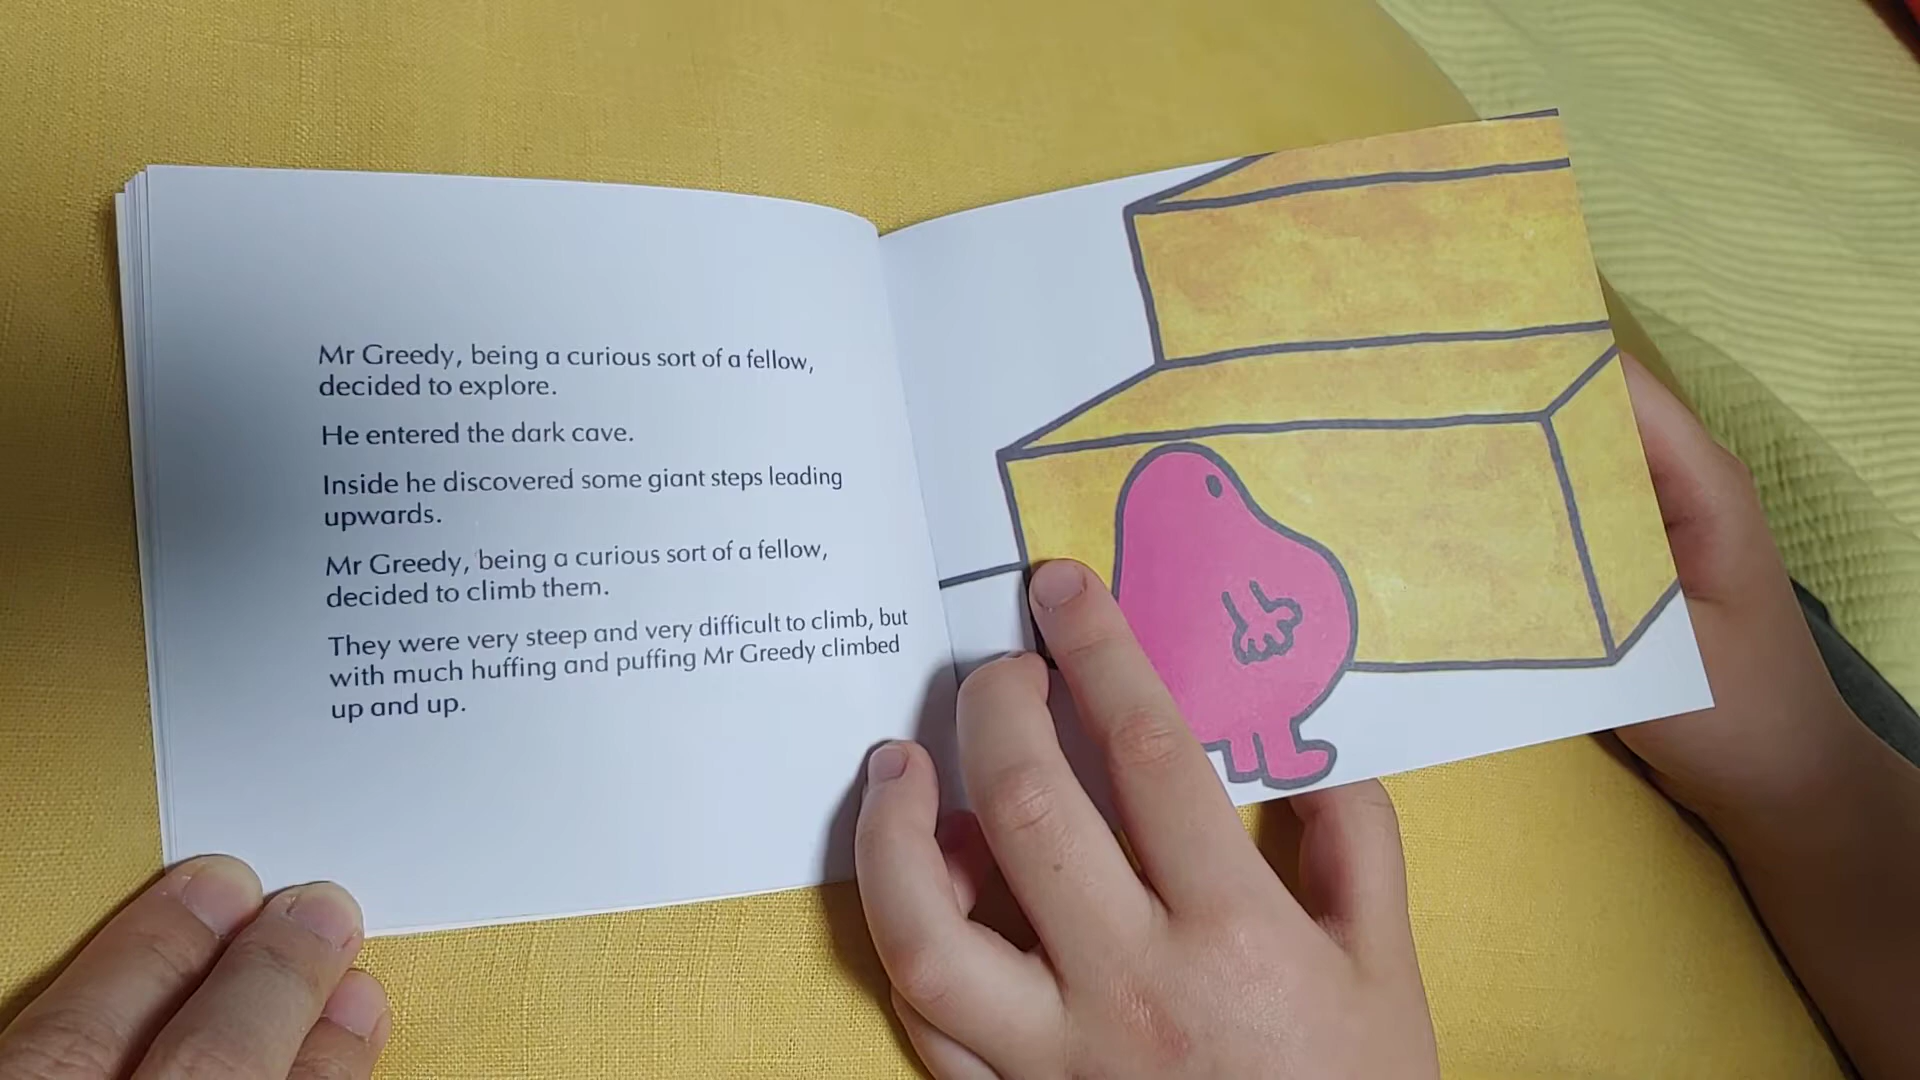 Mr Greedy, being a curious sort of a fellow,
decided to explore.
He entered the dark cave.
Inside he discovered some giant steps leading
upwards.
Mr Greedy, being a curious sort of a fellow,
decided to climb them.
They were very steep and very difficult to climb, but
with much huffing and puffing Mr Greedy climbed
up and up.